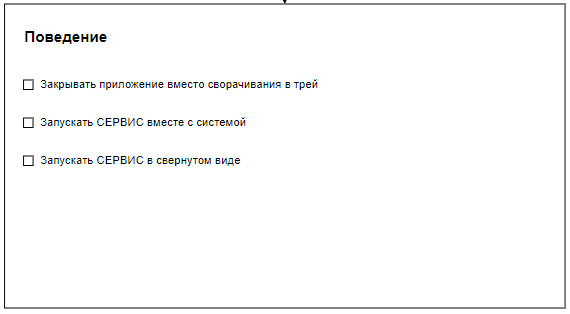 Поведение
Закрывать приложение вместо сворачивания в трей
Запускать СЕРВИС вместе с системой
Запускать СЕРВИС в свернутом виде